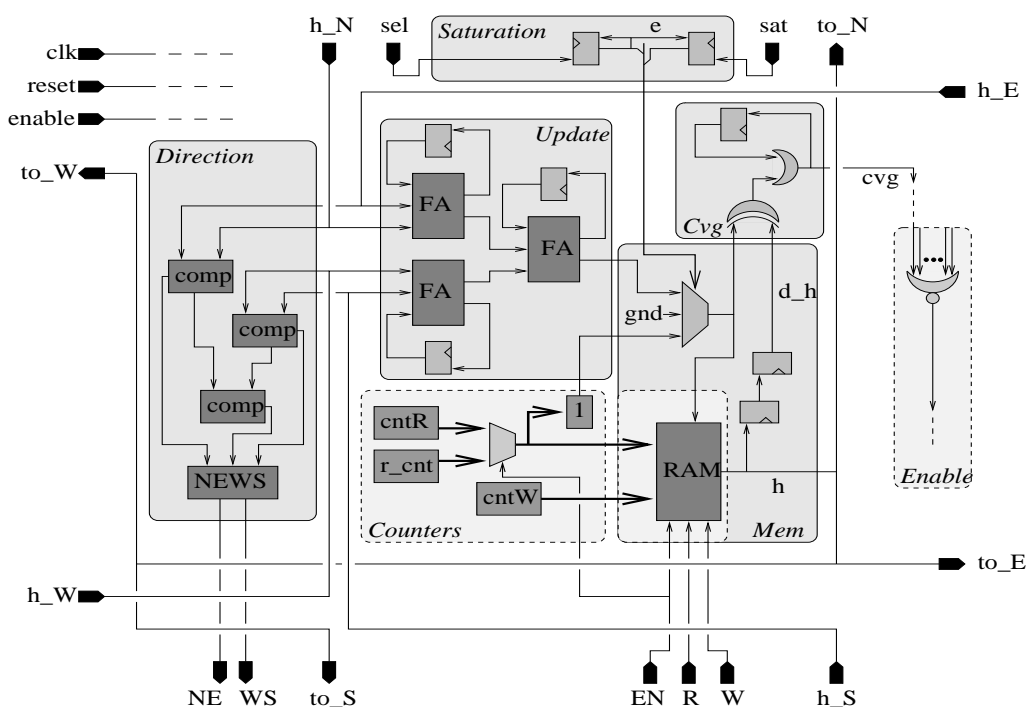 h_N
sel
Saturation
e
sat
to_N
clk
reset
h_E
enable
Direction
Update
to_W
cvg
FA
FA
Cvg
comp
FA
d_h
comp
gnd
comp
cntR
1
r_cnt
RAM
NEWS
h
Enable
cntW
Counters
Mem
to_E
h_W
NE
WS
to_S
EN
R
W
h_S